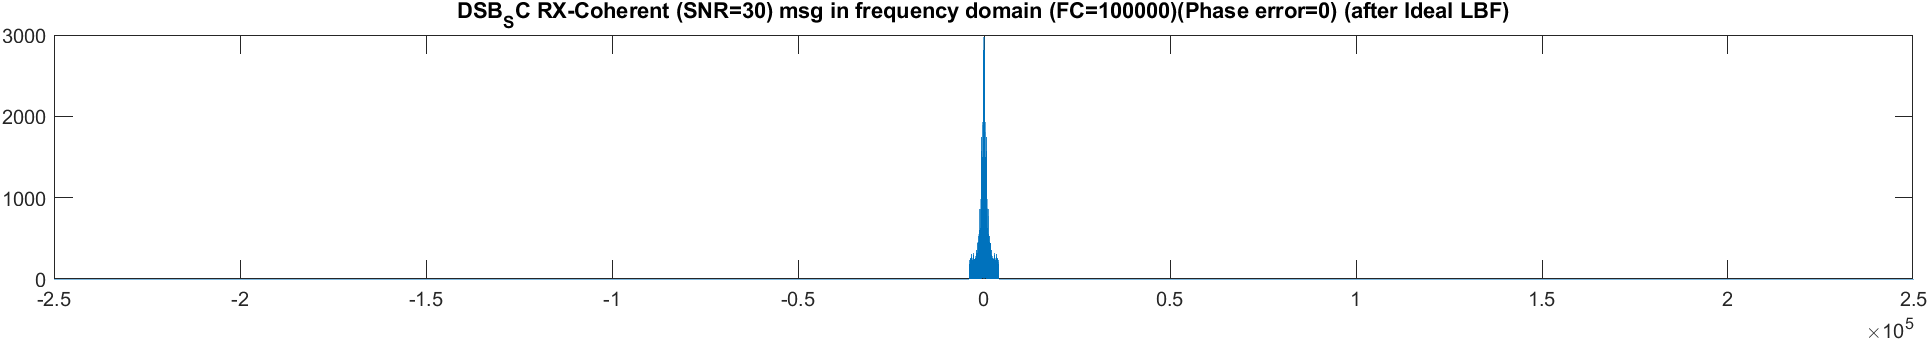 DSB_SC RX-Coherent (SNR=30) msg in frequency domain (FC=100000)(Phase error=0) (after Ideal LBF)
3000
2000
1000
0
-2.5 -2 -1.5 -1 -0.5 0 0.5 1 1.5 2 2.5
×10^5